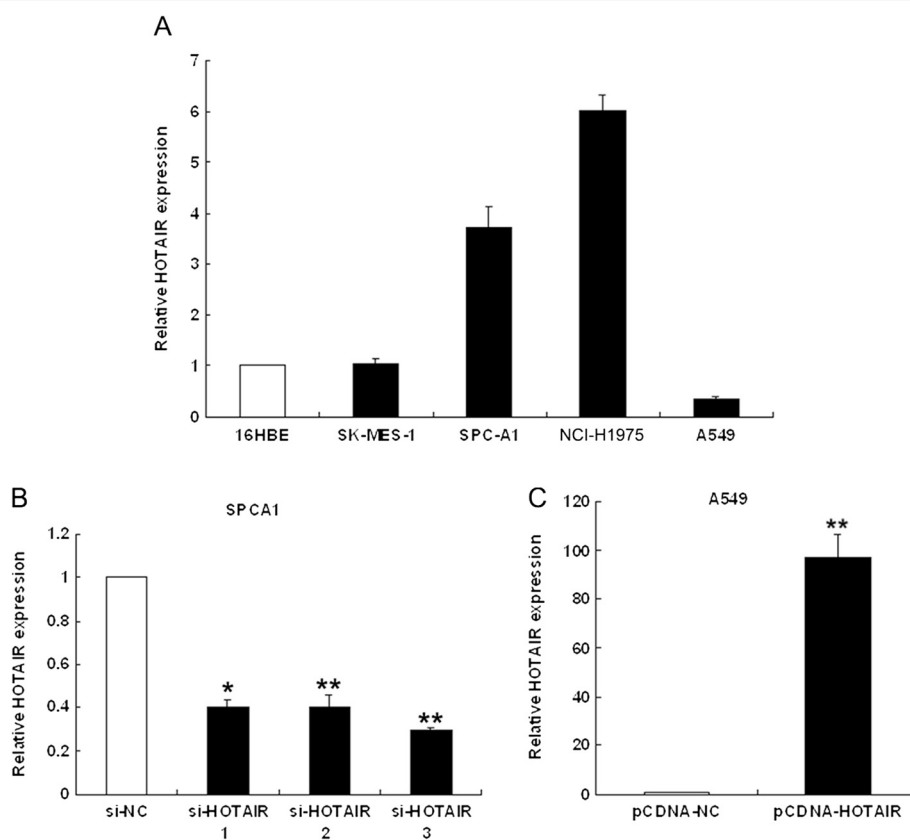 A
Relative HOTAIR expression
7
6
5
4
3
2
1
0
16HBE SK-MES-1 SPC-A1 NCI-H1975 A549
B
SPCA1
Relative HOTAIR expression
1.2
1
0.8
0.6
0.4
0.2
0
* ** **
si-NC si-HOTAIR 1 si-HOTAIR 2 si-HOTAIR 3
C
A549
Relative HOTAIR expression
120
100
80
60
40
20
0
**
pCDNA-NC pCDNA-HOTAIR